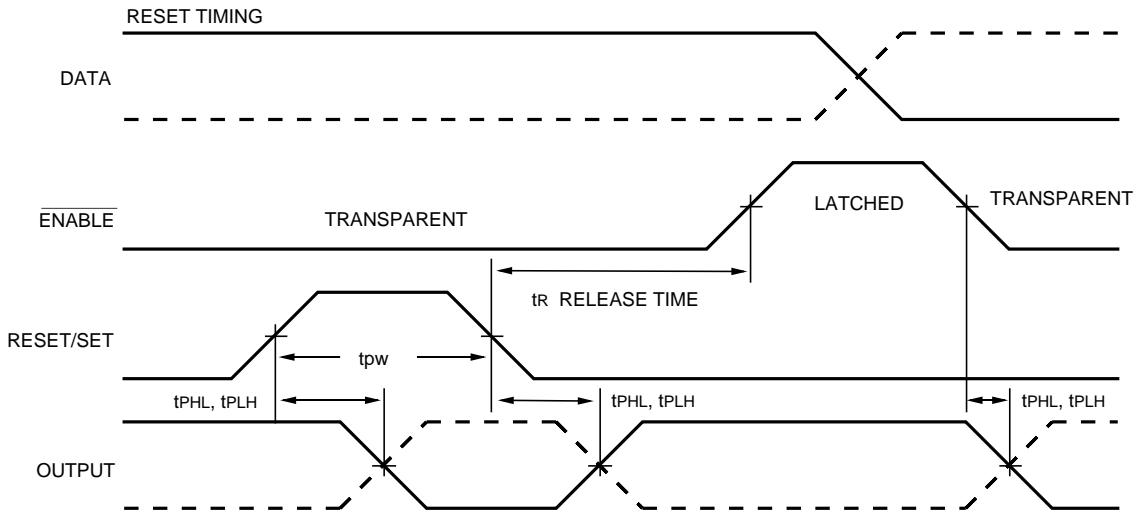 RESET TIMING
DATA
ENABLE
TRANSPARENT
LATCHED
TRANSPARENT
tR RELEASE TIME
RESET/SET
tpw
tPHL, tPLH
tPHL, tPLH
tPHL, tPLH
OUTPUT